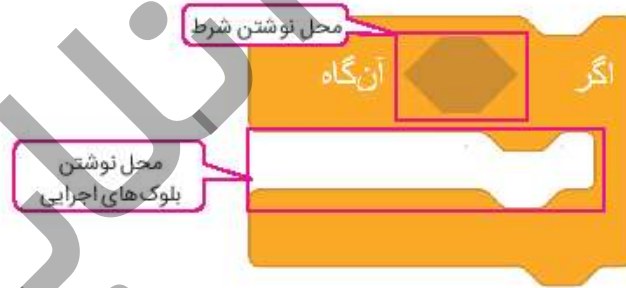 محل نوشتن شرط
اگر
آن‌گاه
محل نوشتن
بلوک‌های اجرایی